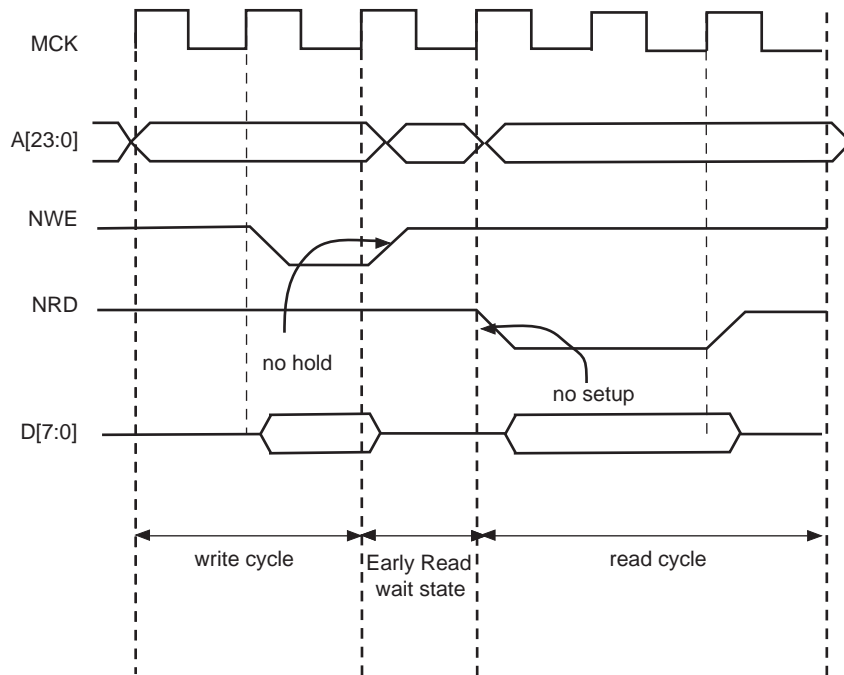 MCK
A[23:0]
NWE
NRD
no hold
no setup
D[7:0]
write cycle
Early Read
wait state
read cycle